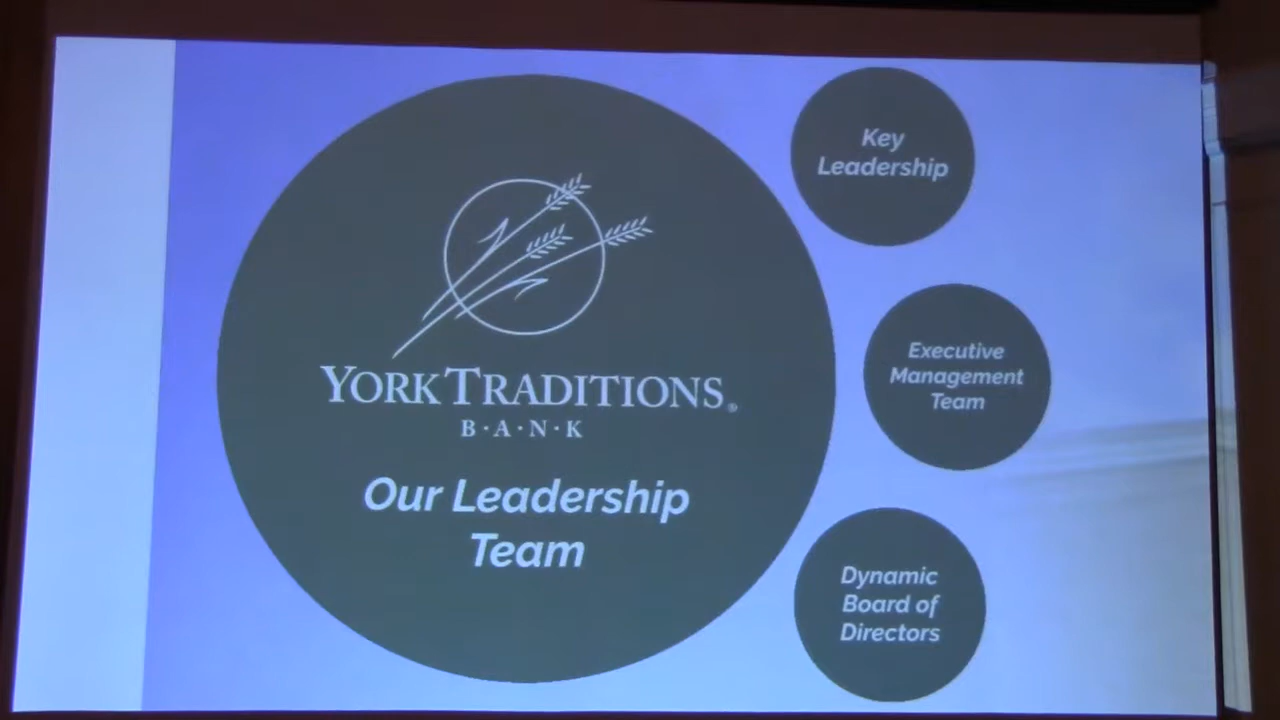 YORK TRADITIONS®
B·A·N·K
Our Leadership
Team
Key
Leadership
Executive
Management
Team
Dynamic
Board of
Directors